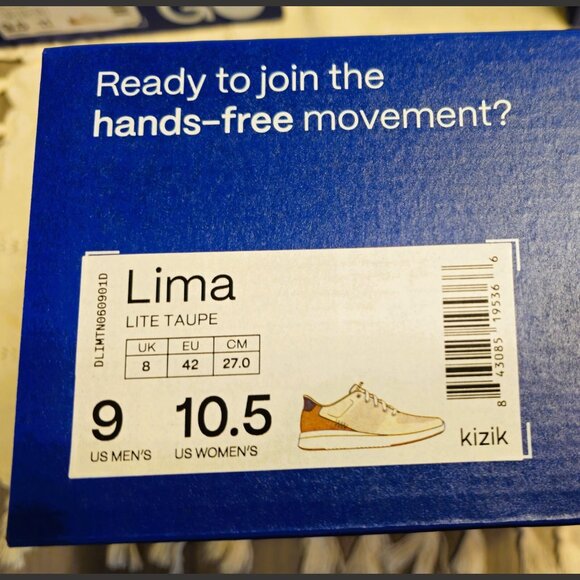 Ready to join the
hands-free movement?
DLIMTN060901D
Lima
LITE TAUPE
UK EU CM
8 42 27.0
9 10.5
US MEN'S US WOMEN'S
8 43085 19536 6
kizik